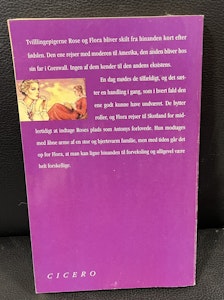 Tvillingepigerne Rose og Flora bliver skilt fra hinanden kort efter
fødslen. Den ene rejser med moderen til Amerika, den anden bliver hos
sin far i Cornwall. Ingen af dem kender til den andens eksistens.
En dag mødes de tilfældigt, og det sæt-
ter en handling i gang, som i hvert fald den
ene godt kunne have undværet. De bytter
roller, og Flora rejser til Skotland for mid-
lertidigt at indtage Roses plads som Antonys forlovede. Hun modtages
med åbne arme af en stor og hjertevarm familie, men med tiden går det
op for Flora, at man kan ligne hinanden til forveksling og alligevel være
helt forskellige.
CICERO